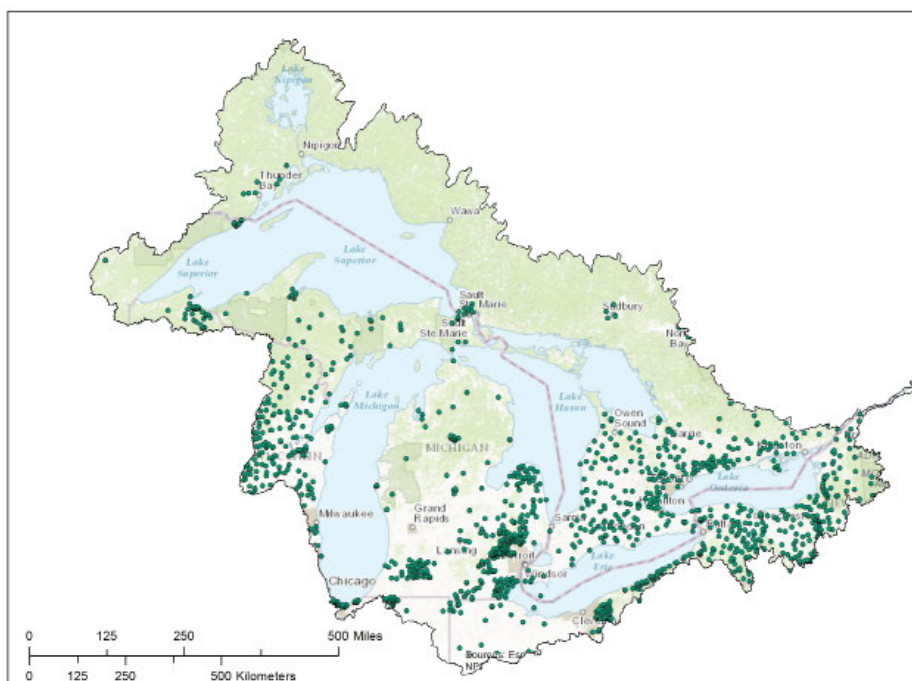 Lake
Nipigon
Nipigon
Thunder
Bay
Wawa
Lake
Superior
Lake
Superior
Sault
Ste. Marie
Sault
Ste. Marie
Sudbury
Lake
Michigan
Lake
Huron
Owen
Sound
MICHIGAN
Lake
Ontario
Milwaukee
Grand
Rapids
Lansing
Windsor
Lake
Erie
Chicago
0 125 250 500 Miles
0 125 250 500 Kilometers